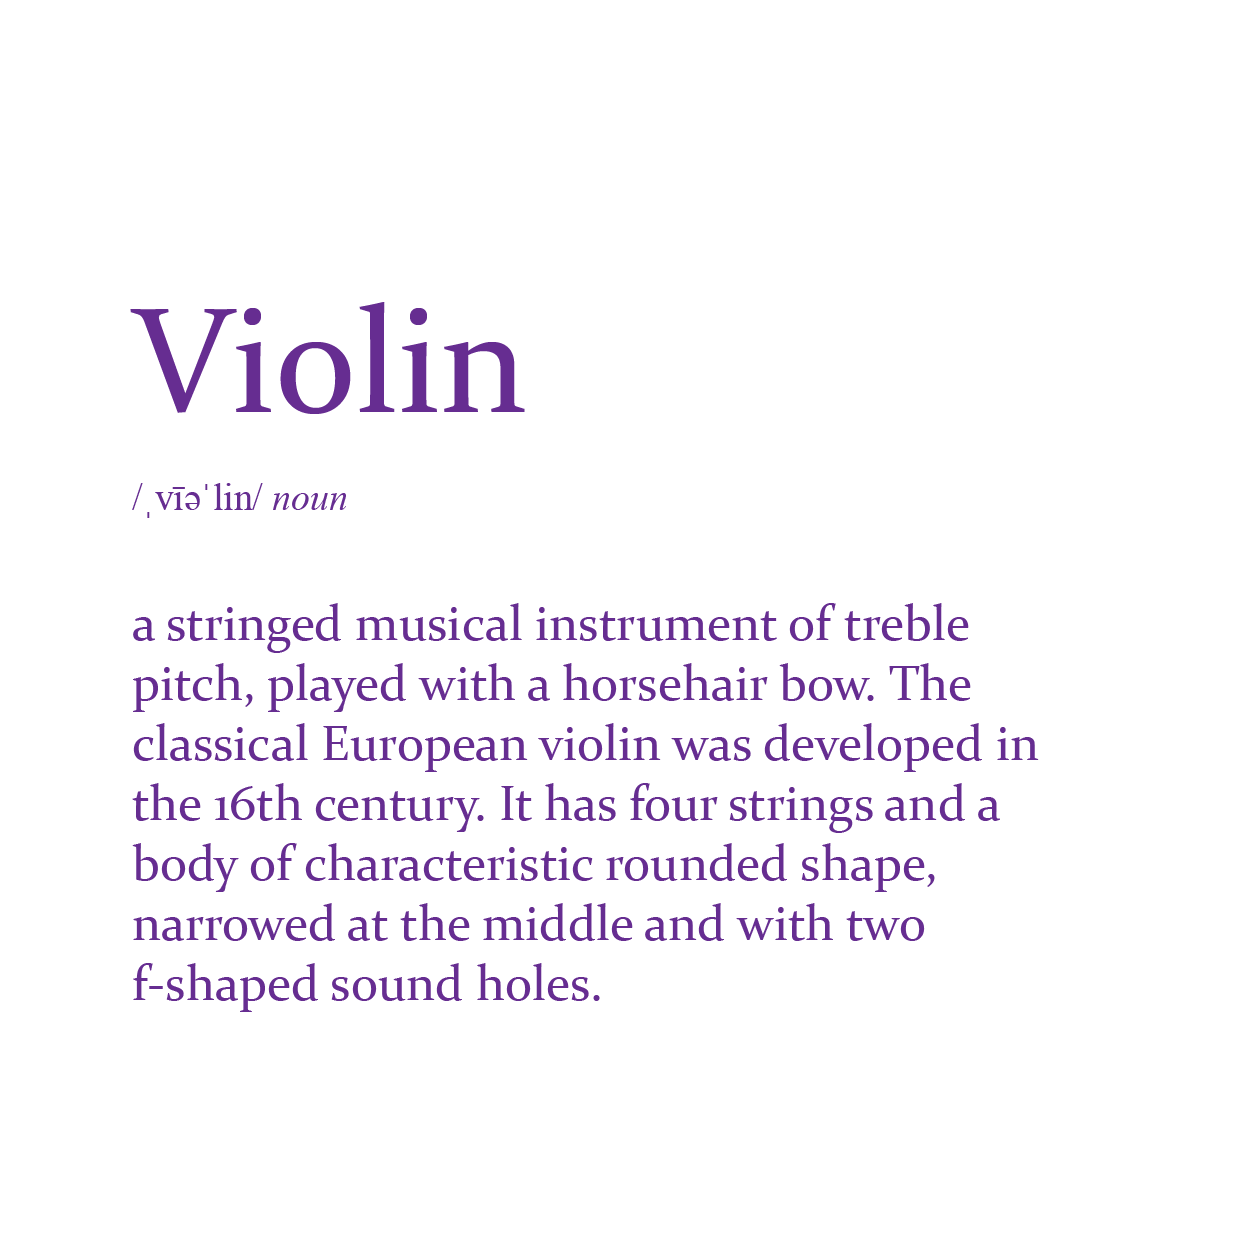 Violin
/ˌvīəˈlin/ noun
a stringed musical instrument of treble
pitch, played with a horsehair bow. The
classical European violin was developed in
the 16th century. It has four strings and a
body of characteristic rounded shape,
narrowed at the middle and with two
f-shaped sound holes.